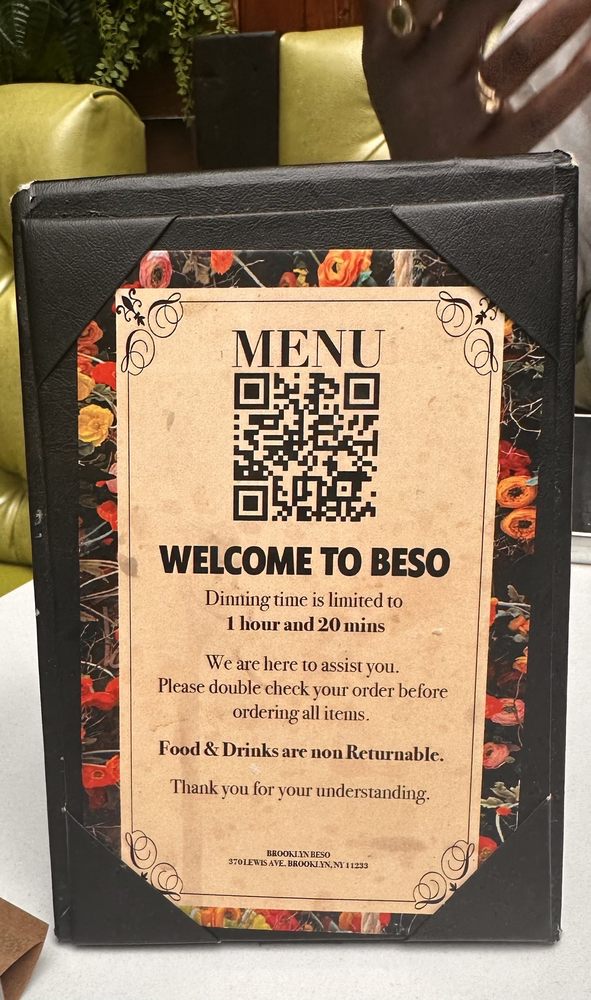 MENU
WELCOME TO BESO
Dinning time is limited to
1 hour and 20 mins
We are here to assist you.
Please double check your order before
ordering all items.
Food & Drinks are non Returnable.
Thank you for your understanding.
BROOKLYN BESO
370 LEWIS AVE. BROOKLYN, NY 11233